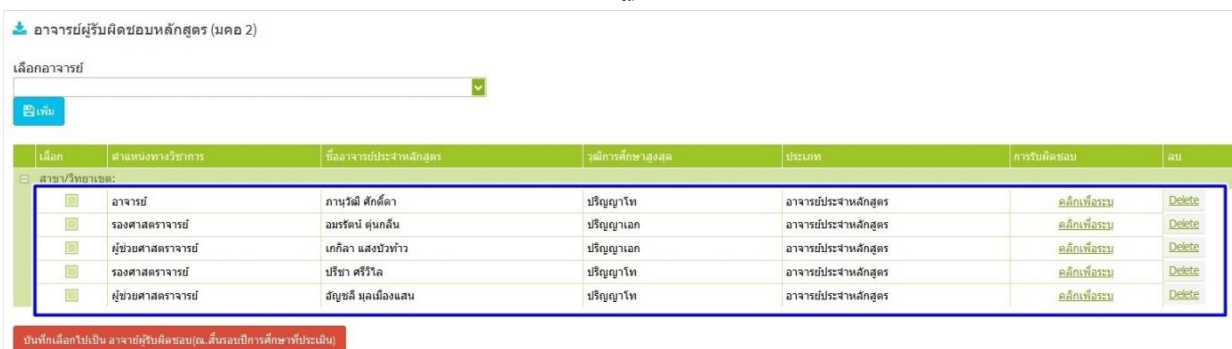 อาจารย์ผู้รับผิดชอบหลักสูตร (มคอ 2)
เลือกอาจารย์
เพิ่ม
เลือก ตำแหน่งทางวิชาการ ชื่ออาจารย์ประจำหลักสูตร วุฒิการศึกษาสูงสุด ประเภท การรับผิดชอบ ลบ
สาขา/วิทยาเขต:
อาจารย์ ภานุวัฒิ ศักดิ์ดา ปริญญาโท อาจารย์ประจำหลักสูตร คลิกเพื่อระบุ Delete
รองศาสตราจารย์ อมรรัตน์ ตุ่นกลิ่น ปริญญาเอก อาจารย์ประจำหลักสูตร คลิกเพื่อระบุ Delete
ผู้ช่วยศาสตราจารย์ เกกิลา แสงบัวท้าว ปริญญาเอก อาจารย์ประจำหลักสูตร คลิกเพื่อระบุ Delete
รองศาสตราจารย์ ปรีชา ศรีวิไล ปริญญาโท อาจารย์ประจำหลักสูตร คลิกเพื่อระบุ Delete
ผู้ช่วยศาสตราจารย์ อัญชลี มุลเมืองแสน ปริญญาโท อาจารย์ประจำหลักสูตร คลิกเพื่อระบุ Delete
บันทึกเลือกไปเป็น อาจาย์ผู้รับผิดชอบ(ณ.สิ้นรอบปีการศึกษาที่ประเมิน)